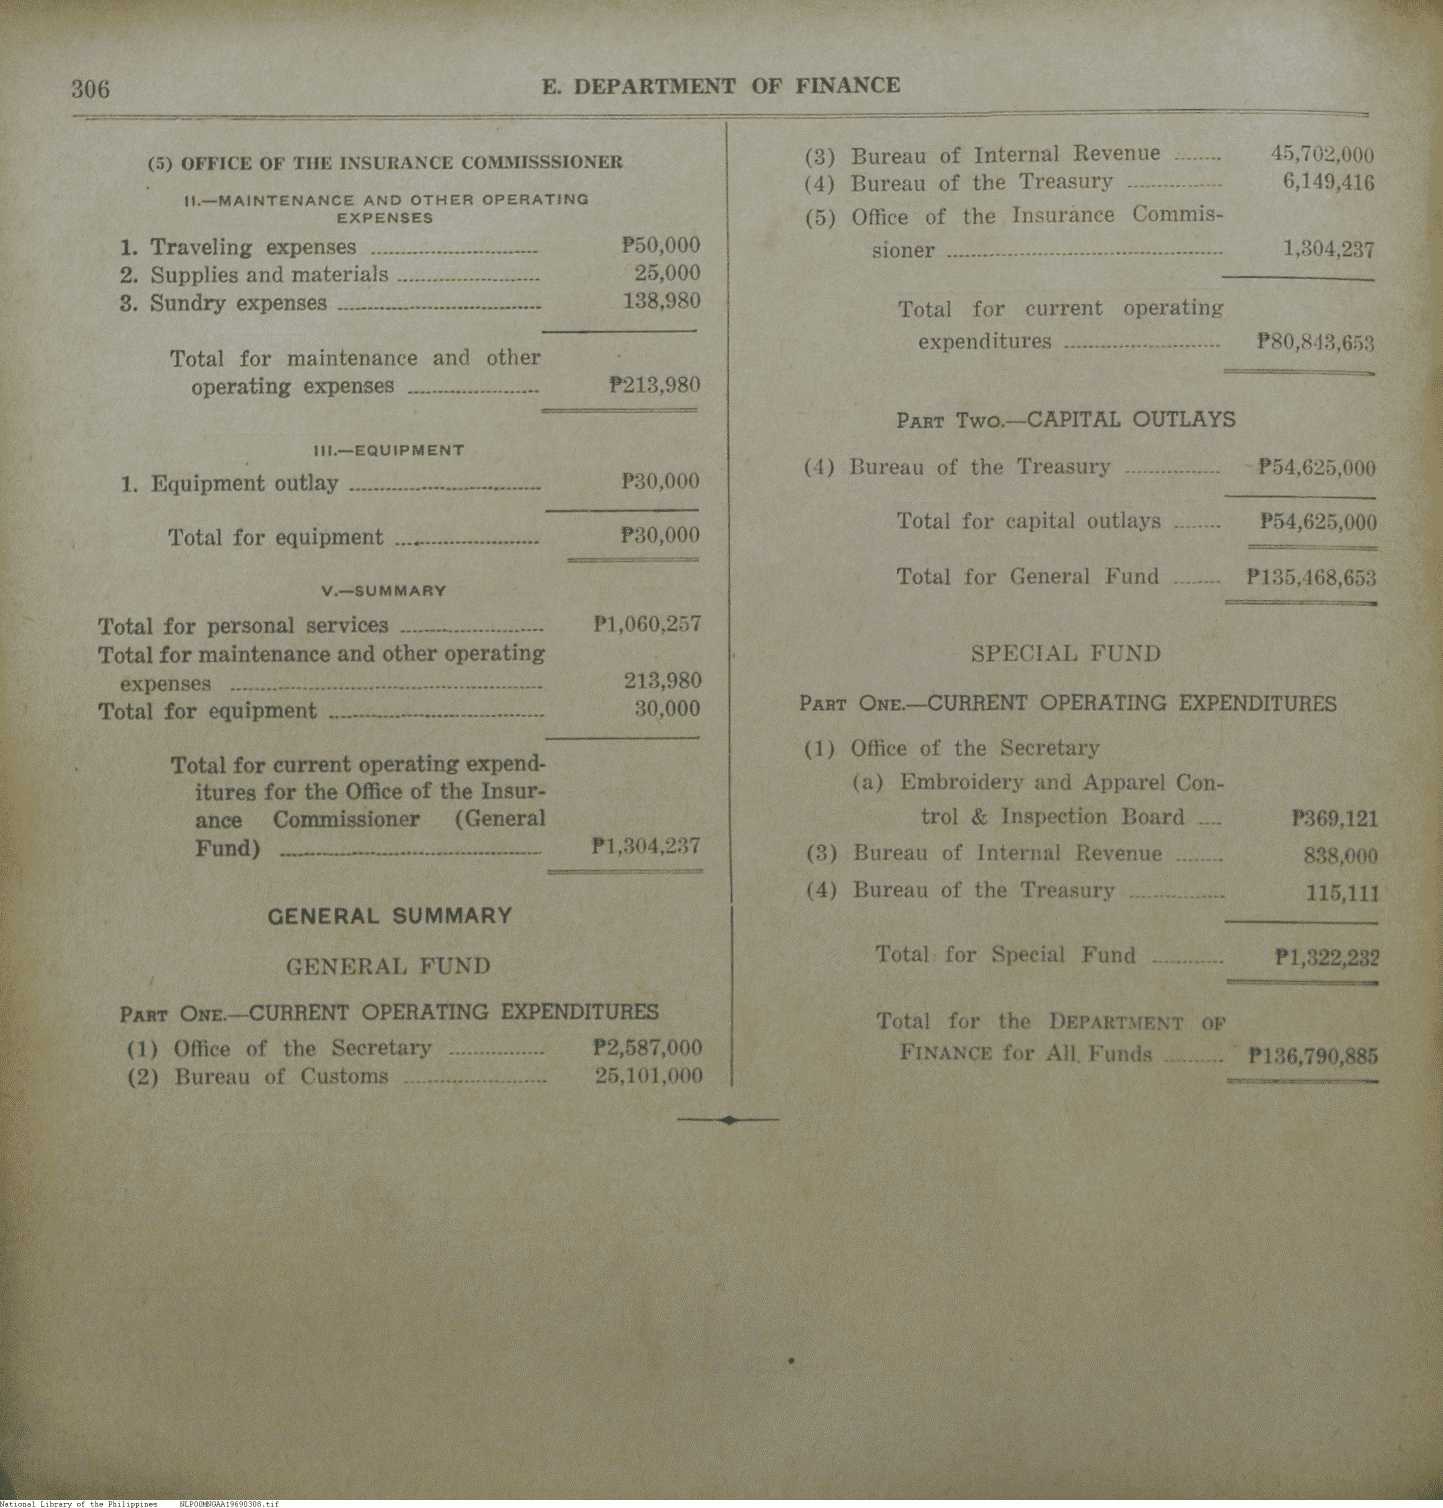 306
E. DEPARTMENT OF FINANCE
(5) OFFICE OF THE INSURANCE COMMISSSIONER
II.—MAINTENANCE AND OTHER OPERATING
EXPENSES
1. Traveling expenses ₱50,000
2. Supplies and materials 25,000
3. Sundry expenses 138,980
Total for maintenance and other
operating expenses ₱213,980
III.—EQUIPMENT
1. Equipment outlay ₱30,000
Total for equipment ₱30,000
V.—SUMMARY
Total for personal services ₱1,060,257
Total for maintenance and other operating
expenses 213,980
Total for equipment 30,000
Total for current operating expend-
itures for the Office of the Insur-
ance Commissioner (General
Fund) ₱1,304,237
GENERAL SUMMARY
GENERAL FUND
PART ONE.—CURRENT OPERATING EXPENDITURES
(1) Office of the Secretary ₱2,587,000
(2) Bureau of Customs 25,101,000
(3) Bureau of Internal Revenue 45,702,000
(4) Bureau of the Treasury 6,149,416
(5) Office of the Insurance Commis-
sioner 1,304,237
Total for current operating
expenditures ₱80,843,653
PART TWO.—CAPITAL OUTLAYS
(4) Bureau of the Treasury ₱54,625,000
Total for capital outlays ₱54,625,000
Total for General Fund ₱135,468,653
SPECIAL FUND
PART ONE.—CURRENT OPERATING EXPENDITURES
(1) Office of the Secretary
(a) Embroidery and Apparel Con-
trol & Inspection Board ₱369,121
(3) Bureau of Internal Revenue 838,000
(4) Bureau of the Treasury 115,111
Total for Special Fund ₱1,322,232
Total for the DEPARTMENT OF
FINANCE for All Funds ₱136,790,885
National Library of the Philippines NLP00MNGAA19690308.tif